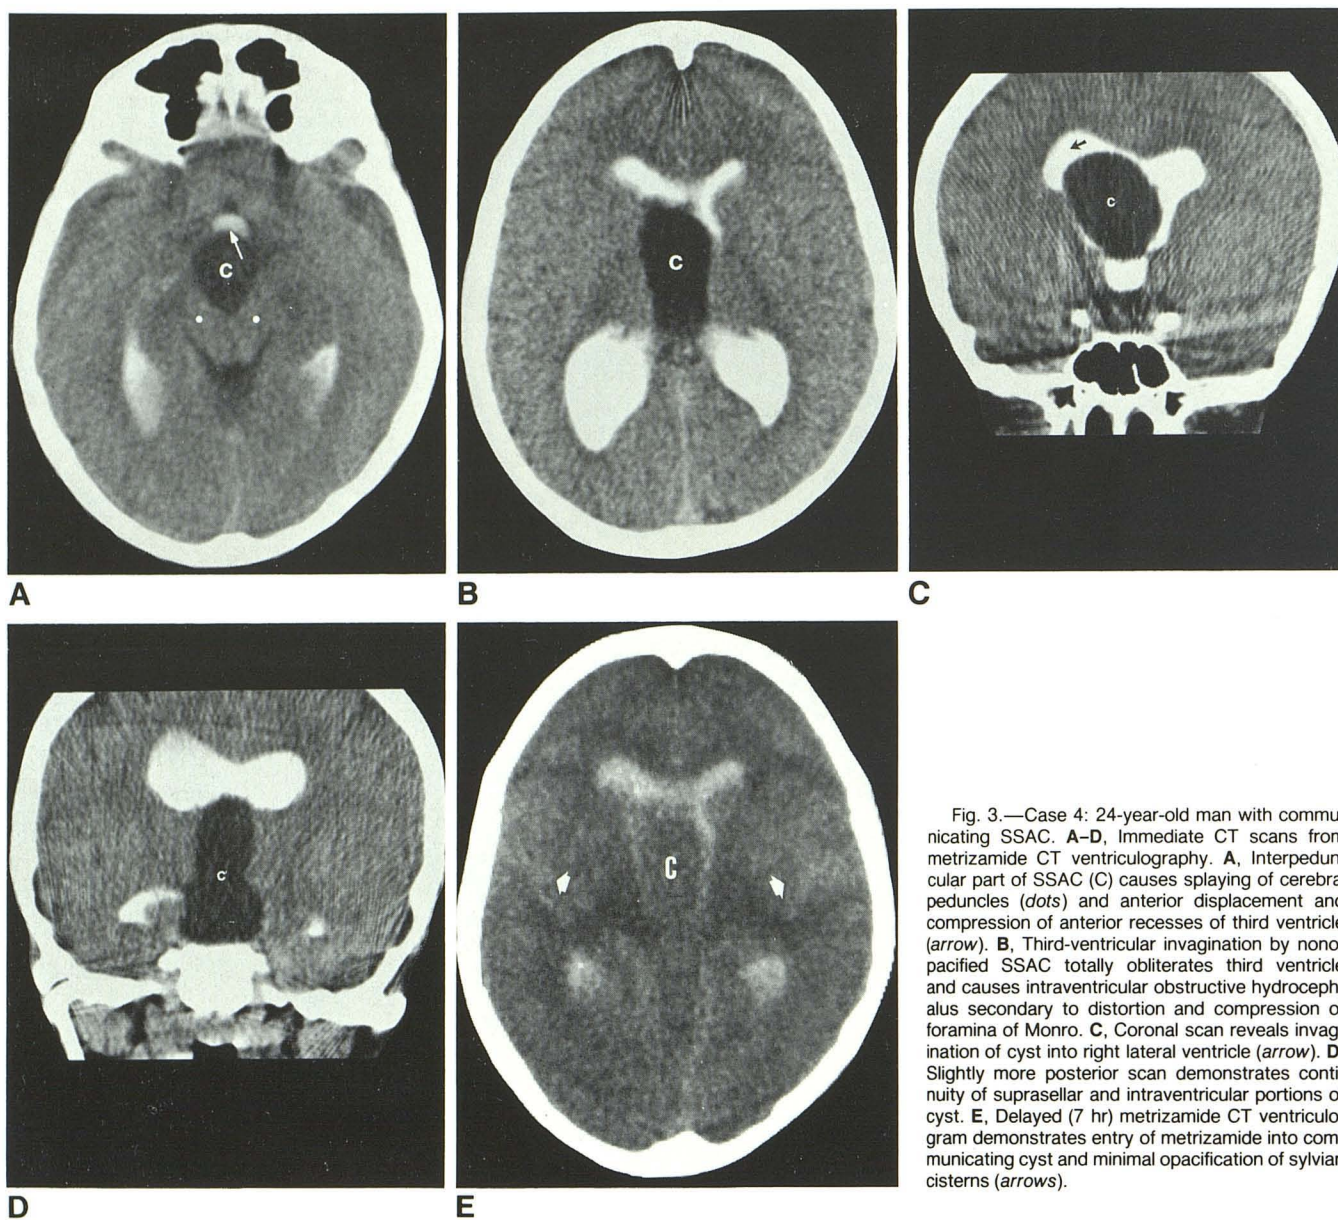 C
A
C
B
C
C
C
D
C
E
Fig. 3.—Case 4: 24-year-old man with commu
nicating SSAC. A–D, Immediate CT scans from
metrizamide CT ventriculography. A, Interpedun
cular part of SSAC (C) causes splaying of cerebra
peduncles (dots) and anterior displacement and
compression of anterior recesses of third ventricle
(arrow). B, Third-ventricular invagination by nono
pacified SSAC totally obliterates third ventricle
and causes intraventricular obstructive hydroceph
alus secondary to distortion and compression o
foramina of Monro. C, Coronal scan reveals invag
ination of cyst into right lateral ventricle (arrow). D
Slightly more posterior scan demonstrates conti
nuity of suprasellar and intraventricular portions o
cyst. E, Delayed (7 hr) metrizamide CT ventriculo
gram demonstrates entry of metrizamide into com
municating cyst and minimal opacification of sylvian
cisterns (arrows).